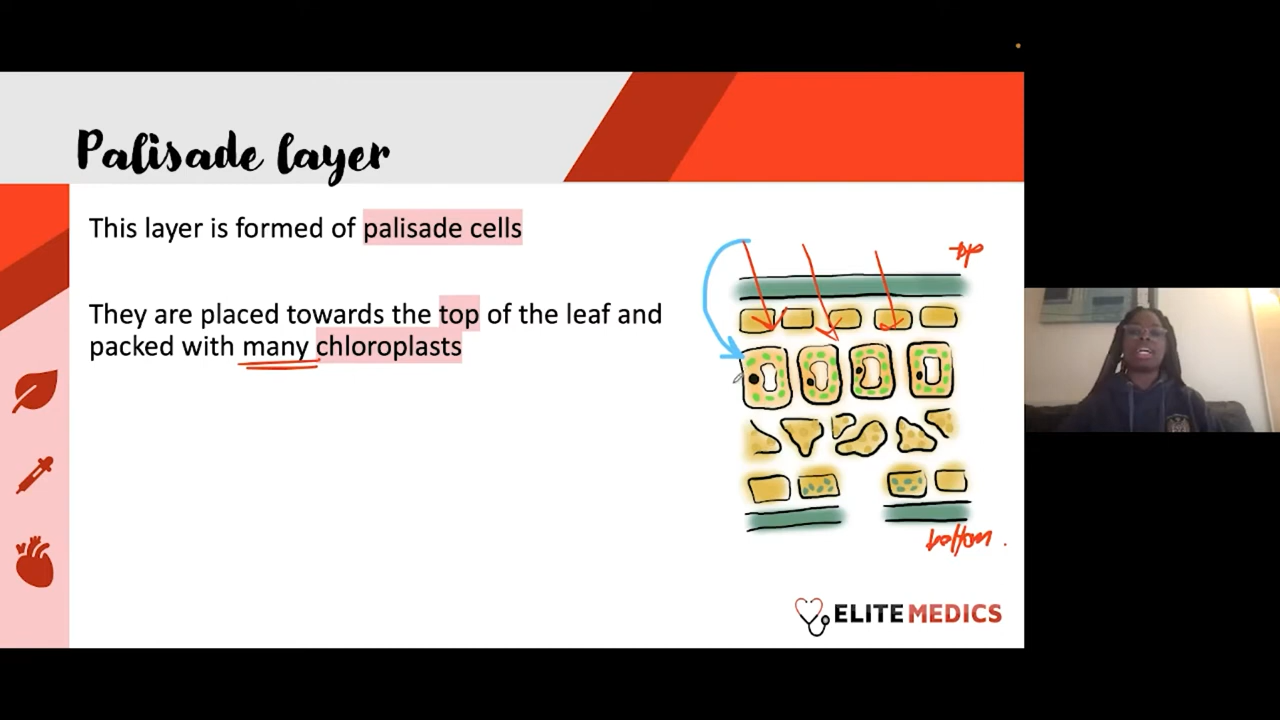 Palisade layer
This layer is formed of palisade cells
They are placed towards the top of the leaf and
packed with many chloroplasts
top
bottom
ELITE MEDICS